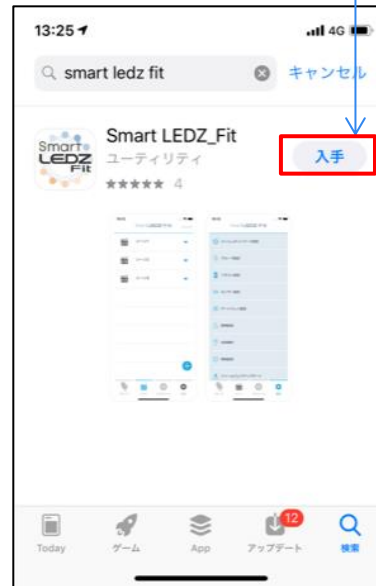 13:25
4G
smart ledz fit
キャンセル
Smart
LEDZ
Fit
Smart LEDZ_Fit
ユーティリティ
入手
★★★★★ 4
12
Today
ゲーム
App
アップデート
検索